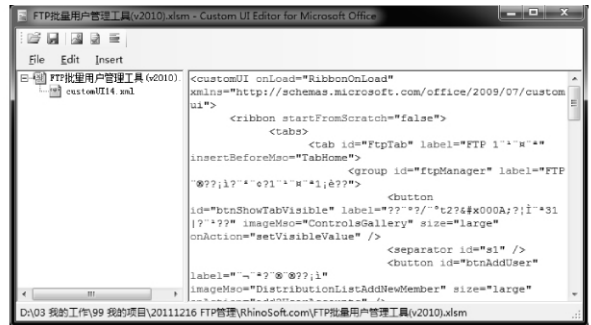 FTP批量用户管理工具(v2010).xlsm - Custom UI Editor for Microsoft Office
File Edit Insert
FTP批量用户管理工具(v2010).
customUI14.xml
<customUI onLoad="RibbonOnLoad"
xmlns="http://schemas.microsoft.com/office/2009/07/custom
ui">
<ribbon startFromScratch="false">
<tabs>
<tab id="FtpTab" label="FTP
insertBeforeMso="TabHome">
<group id="ftpManager" label="FTP
<button
id="btnShowTabVisible" label="
imageMso="ControlsGallery" size="large"
onAction="setVisibleValue" />
<separator id="s1" />
<button id="btnAddUser"
label="
imageMso="DistributionListAddNewMember" size="large"
D:\03 我的工作\99 我的项目\20111216 FTP管理\RhinoSoft.com\FTP批量用户管理工具(v2010).xlsm